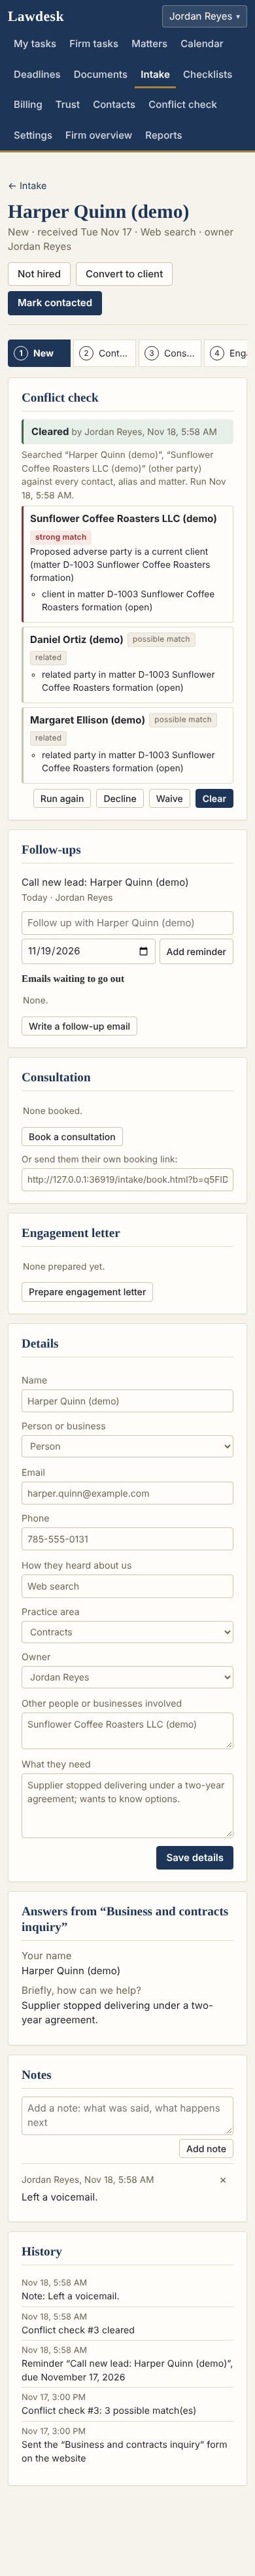 Lawdesk
Jordan Reyes ▾
My tasks Firm tasks Matters Calendar
Deadlines Documents Intake Checklists
Billing Trust Contacts Conflict check
Settings Firm overview Reports
← Intake
Harper Quinn (demo)
New · received Tue Nov 17 · Web search · owner
Jordan Reyes
Not hired Convert to client
Mark contacted
1 New 2 Cont... 3 Cons... 4 Eng
Conflict check
Cleared by Jordan Reyes, Nov 18, 5:58 AM
Searched “Harper Quinn (demo)”, “Sunflower
Coffee Roasters LLC (demo)” (other party)
against every contact, alias and matter. Run Nov
18, 5:58 AM.
Sunflower Coffee Roasters LLC (demo)
strong match
Proposed adverse party is a current client
(matter D-1003 Sunflower Coffee Roasters
formation)
client in matter D-1003 Sunflower Coffee
Roasters formation (open)
Daniel Ortiz (demo) possible match
related
related party in matter D-1003 Sunflower
Coffee Roasters formation (open)
Margaret Ellison (demo) possible match
related
related party in matter D-1003 Sunflower
Coffee Roasters formation (open)
Run again Decline Waive Clear
Follow-ups
Call new lead: Harper Quinn (demo)
Today · Jordan Reyes
Follow up with Harper Quinn (demo)
11/19/2026 Add reminder
Emails waiting to go out
None.
Write a follow-up email
Consultation
None booked.
Book a consultation
Or send them their own booking link:
http://127.0.0.1:36919/intake/book.html?b=q5FID
Engagement letter
None prepared yet.
Prepare engagement letter
Details
Name
Harper Quinn (demo)
Person or business
Person
Email
harper.quinn@example.com
Phone
785-555-0131
How they heard about us
Web search
Practice area
Contracts
Owner
Jordan Reyes
Other people or businesses involved
Sunflower Coffee Roasters LLC (demo)
What they need
Supplier stopped delivering under a two-year
agreement; wants to know options.
Save details
Answers from “Business and contracts
inquiry”
Your name
Harper Quinn (demo)
Briefly, how can we help?
Supplier stopped delivering under a two-
year agreement.
Notes
Add a note: what was said, what happens
next
Add note
Jordan Reyes, Nov 18, 5:58 AM ×
Left a voicemail.
History
Nov 18, 5:58 AM
Note: Left a voicemail.
Nov 18, 5:58 AM
Conflict check #3 cleared
Nov 18, 5:58 AM
Reminder “Call new lead: Harper Quinn (demo)”,
due November 17, 2026
Nov 17, 3:00 PM
Conflict check #3: 3 possible match(es)
Nov 17, 3:00 PM
Sent the “Business and contracts inquiry” form
on the website